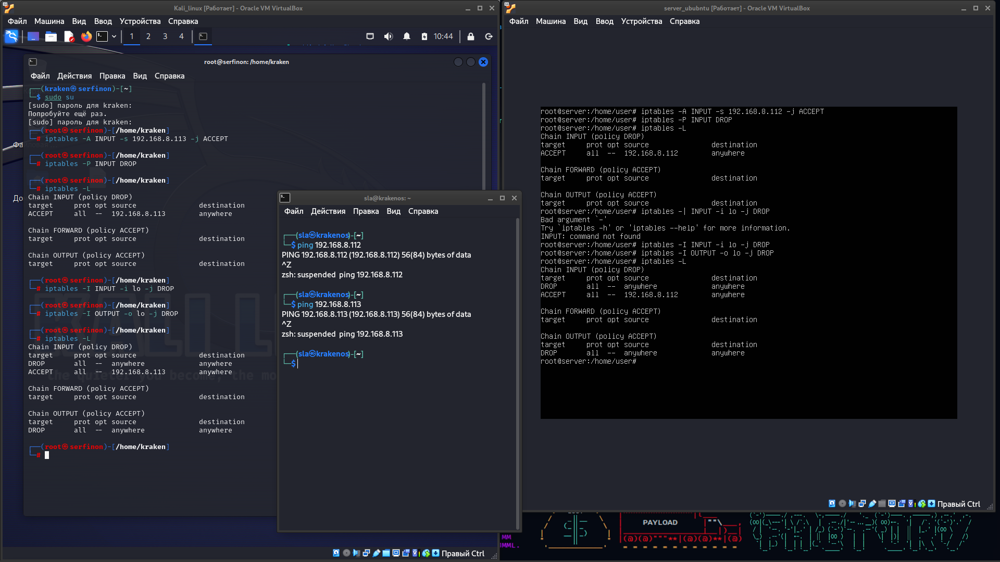 Kali_linux [Работает] - Oracle VM VirtualBox
Файл Машина Вид Ввод Устройства Справка
1 2 3 4 10:44
root@serfinon: /home/kraken
Файл Действия Правка Вид Справка
┌──(kraken㉿serfinon)-[~]
└─$ sudo su
[sudo] пароль для kraken:
Попробуйте ещё раз.
[sudo] пароль для kraken:
┌──(root㉿serfinon)-[/home/kraken]
└─# iptables -A INPUT -s 192.168.8.113 -j ACCEPT
┌──(root㉿serfinon)-[/home/kraken]
└─# iptables -P INPUT DROP
┌──(root㉿serfinon)-[/home/kraken]
└─# iptables -L
Chain INPUT (policy DROP)
target prot opt source destination
ACCEPT all -- 192.168.8.113 anywhere
Chain FORWARD (policy ACCEPT)
target prot opt source destination
Chain OUTPUT (policy ACCEPT)
target prot opt source destination
┌──(root㉿serfinon)-[/home/kraken]
└─# iptables -I INPUT -i lo -j DROP
┌──(root㉿serfinon)-[/home/kraken]
└─# iptables -I OUTPUT -o lo -j DROP
┌──(root㉿serfinon)-[/home/kraken]
└─# iptables -L
Chain INPUT (policy DROP)
target prot opt source destination
DROP all -- anywhere anywhere
ACCEPT all -- 192.168.8.113 anywhere
Chain FORWARD (policy ACCEPT)
target prot opt source destination
Chain OUTPUT (policy ACCEPT)
target prot opt source destination
DROP all -- anywhere anywhere
┌──(root㉿serfinon)-[/home/kraken]
└─#
the quieter you become, the mo
Правый Ctrl
sla@krakenos: ~
Файл Действия Правка Вид Справка
┌──(sla㉿krakenos)-[~]
└─$ ping 192.168.8.112
PING 192.168.8.112 (192.168.8.112) 56(84) bytes of data
^Z
zsh: suspended ping 192.168.8.112
┌──(sla㉿krakenos)-[~]
└─$ ping 192.168.8.113
PING 192.168.8.113 (192.168.8.113) 56(84) bytes of data
^Z
zsh: suspended ping 192.168.8.113
┌──(sla㉿krakenos)-[~]
└─$
server_ububntu [Работает] - Oracle VM VirtualBox
Файл Машина Вид Ввод Устройства Справка
root@server:/home/user# iptables -A INPUT -s 192.168.8.112 -j ACCEPT
root@server:/home/user# iptables -P INPUT DROP
root@server:/home/user# iptables -L
Chain INPUT (policy DROP)
target prot opt source destination
ACCEPT all -- 192.168.8.112 anywhere
Chain FORWARD (policy ACCEPT)
target prot opt source destination
Chain OUTPUT (policy ACCEPT)
target prot opt source destination
root@server:/home/user# iptables -| INPUT -i lo -j DROP
Bad argument `-'
Try `iptables -h' or 'iptables --help' for more information.
INPUT: command not found
root@server:/home/user# iptables -I INPUT -i lo -j DROP
root@server:/home/user# iptables -I OUTPUT -o lo -j DROP
root@server:/home/user# iptables -L
Chain INPUT (policy DROP)
target prot opt source destination
DROP all -- anywhere anywhere
ACCEPT all -- 192.168.8.112 anywhere
Chain FORWARD (policy ACCEPT)
target prot opt source destination
Chain OUTPUT (policy ACCEPT)
target prot opt source destination
DROP all -- anywhere anywhere
root@server:/home/user#
Правый Ctrl
PAYLOAD